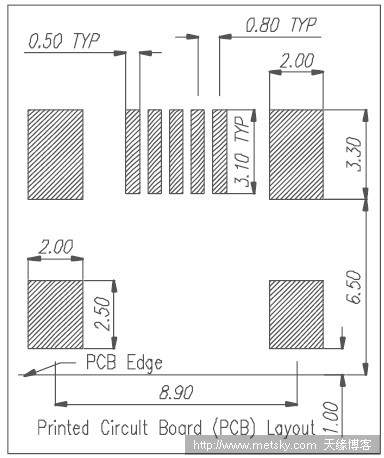 0.50 TYP
0.80 TYP
2.00
3.10 TYP
3.30
2.00
2.50
6.50
PCB Edge
8.90
1.00
Printed Circult Board (PCB) Layout
http://www.metsky.com 天缘博客